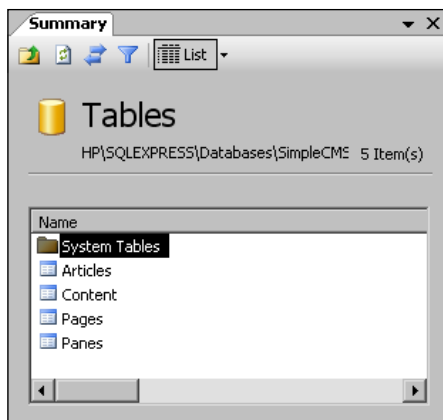 Summary
List
Tables
HP\SQLEXPRESS\Databases\SimpleCMS 5 Item(s)
Name
System Tables
Articles
Content
Pages
Panes